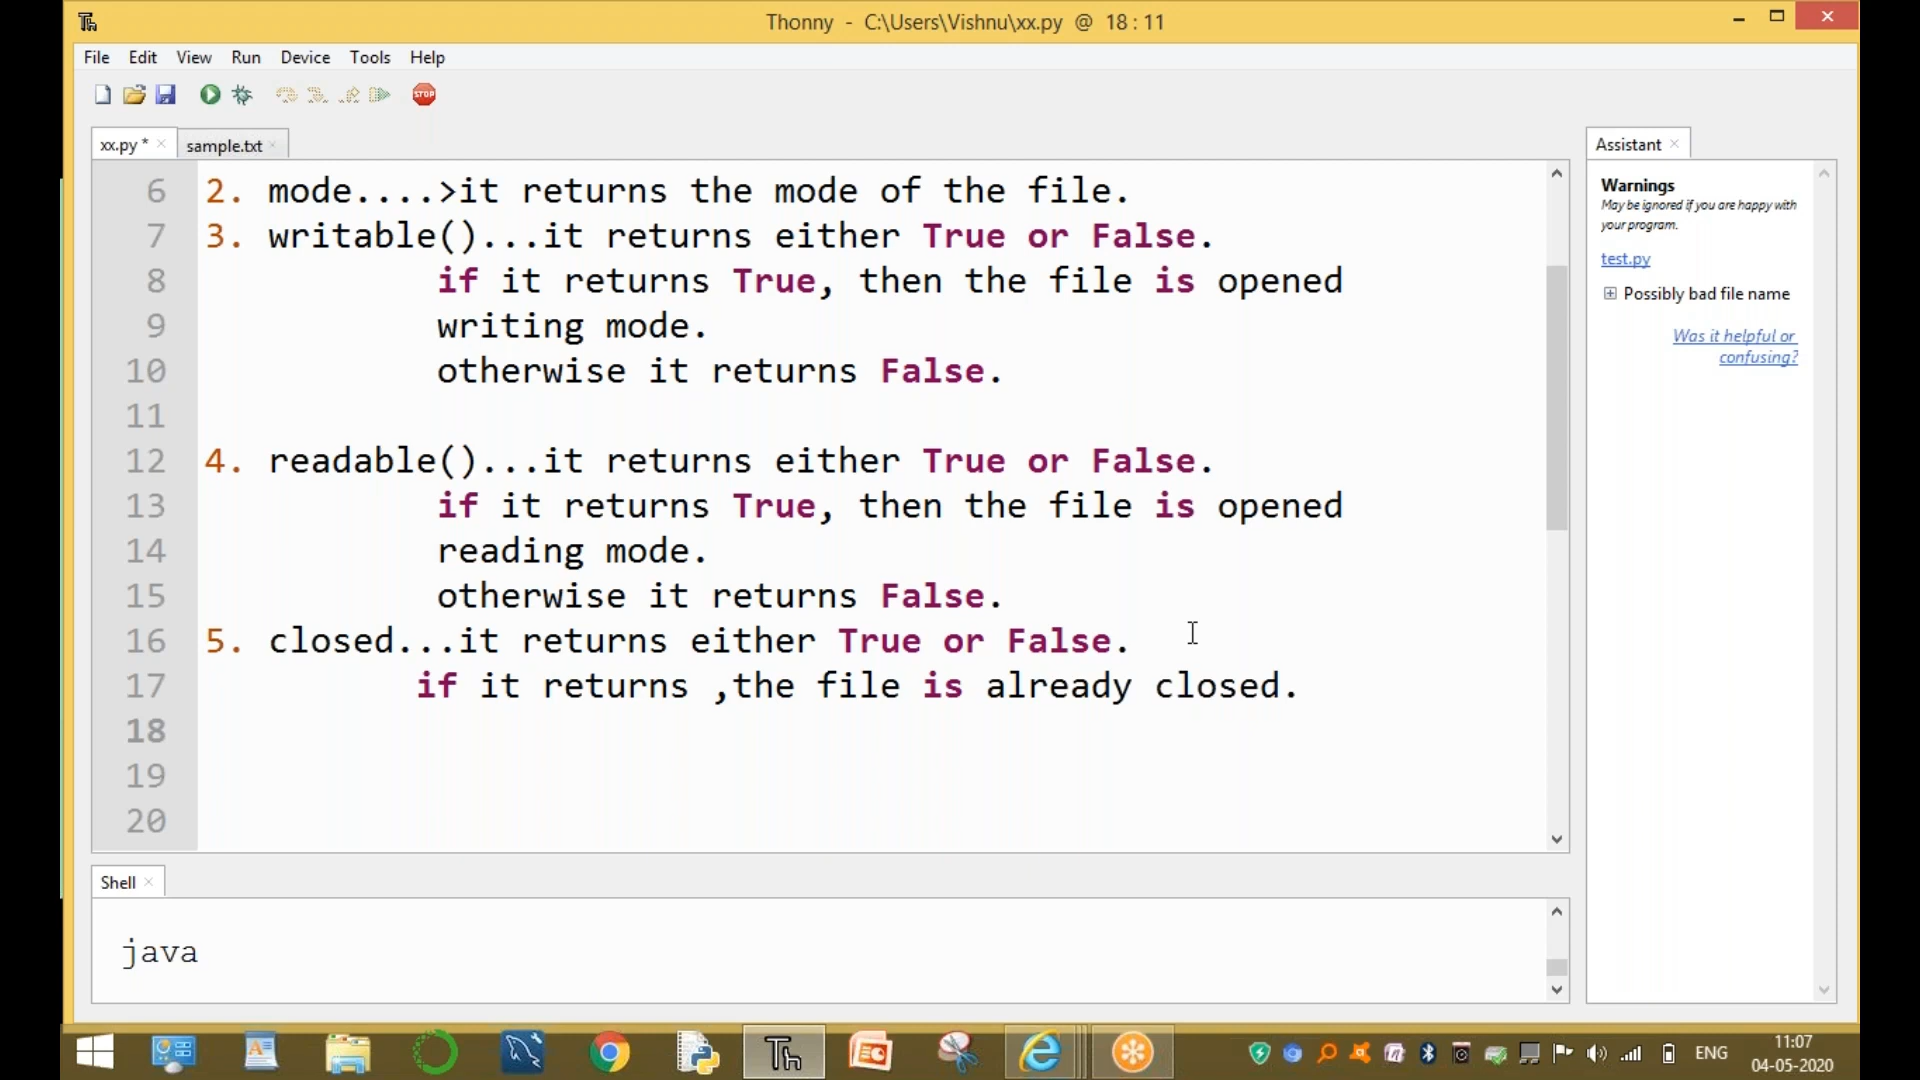 Th Thonny - C:\Users\Vishnu\xx.py @ 18 : 11
File Edit View Run Device Tools Help
STOP
xx.py * sample.txt
6 2. mode....>it returns the mode of the file.
7 3. writable()...it returns either True or False.
8 if it returns True, then the file is opened
9 writing mode.
10 otherwise it returns False.
11
12 4. readable()...it returns either True or False.
13 if it returns True, then the file is opened
14 reading mode.
15 otherwise it returns False.
16 5. closed...it returns either True or False.
17 if it returns ,the file is already closed.
18
19
20
Assistant
Warnings
May be ignored if you are happy with
your program.
test.py
Possibly bad file name
Was it helpful or
confusing?
Shell
java
Th
ENG
11:07
04-05-2020